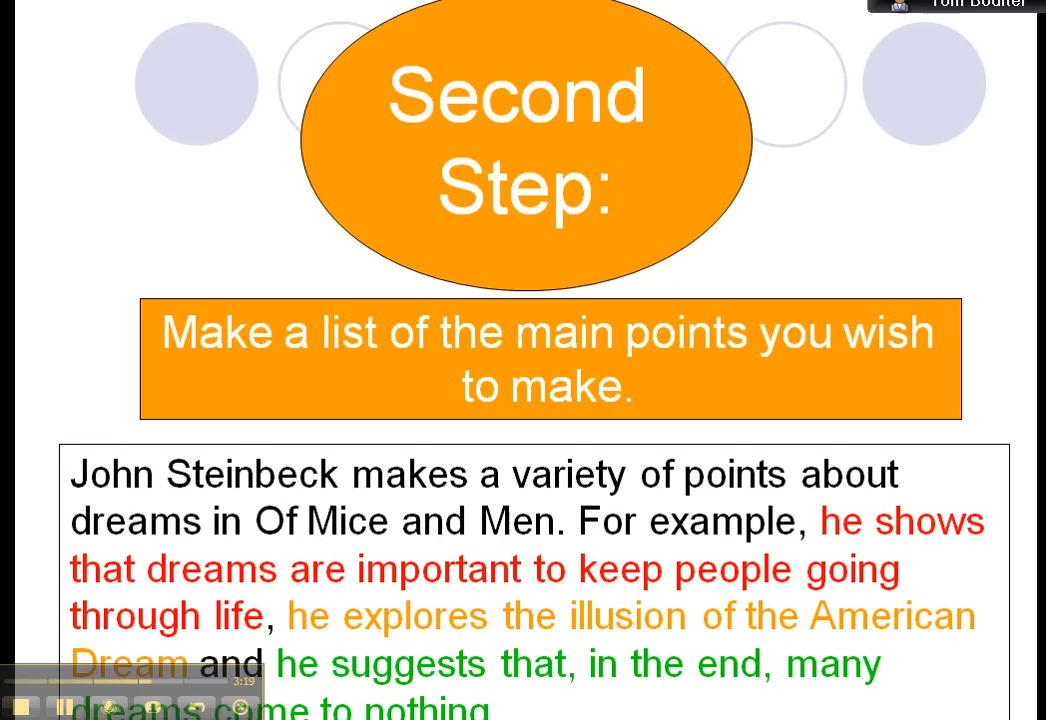 Tom Bodner
Second
Step:
Make a list of the main points you wish
to make.
John Steinbeck makes a variety of points about
dreams in Of Mice and Men. For example, he shows
that dreams are important to keep people going
through life, he explores the illusion of the American
Dream and he suggests that, in the end, many
3:19
dreams come to nothing